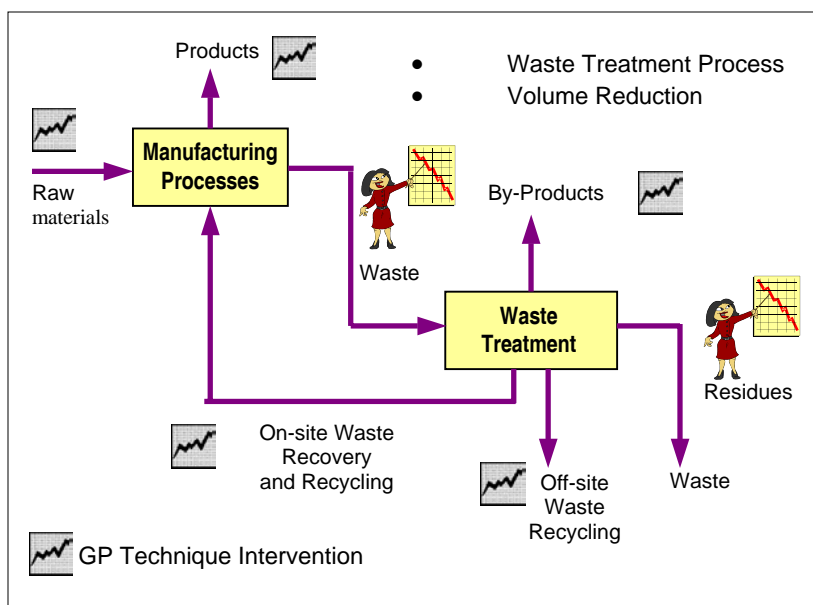 Products
• Waste Treatment Process
• Volume Reduction
Manufacturing
Processes
Raw
materials
By-Products
Waste
Waste
Treatment
Residues
On-site Waste
Recovery
and Recycling
Off-site
Waste
Recycling
Waste
GP Technique Intervention